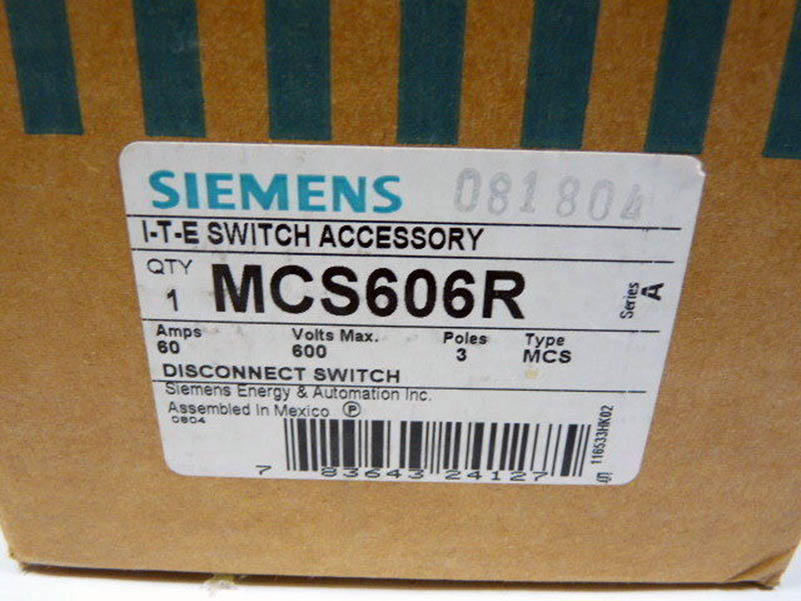 SIEMENS 081804
I-T-E SWITCH ACCESSORY
QTY
1 MCS606R Series A
Amps Volts Max. Poles Type
60 600 3 MCS
DISCONNECT SWITCH
Siemens Energy & Automation Inc.
Assembled In Mexico P
0804
116533HK02
7 83643 24127